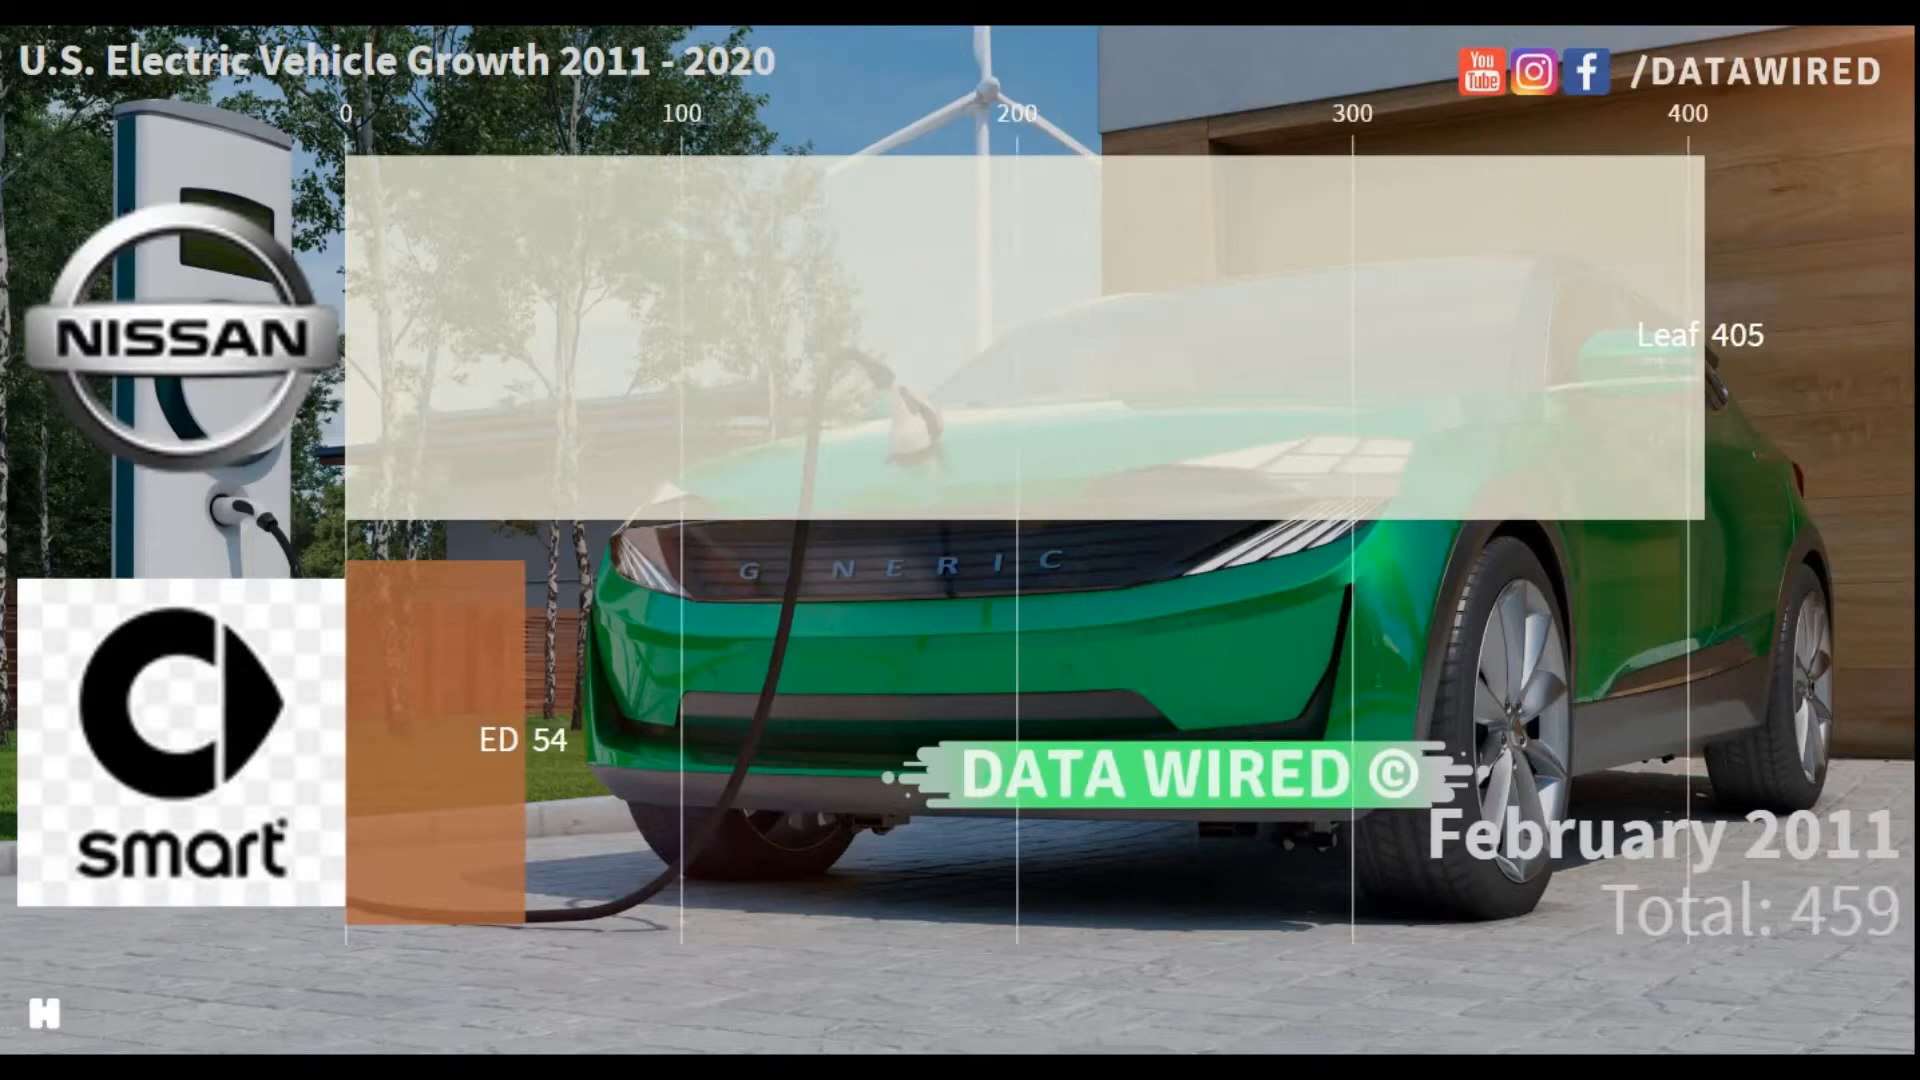 U.S. Electric Vehicle Growth 2011 - 2020
You
Tube
/DATAWIRED
0 100 200 300 400
NISSAN
Leaf 405
G NERIC
smart
ED 54
DATA WIRED ©
February 2011
Total: 459